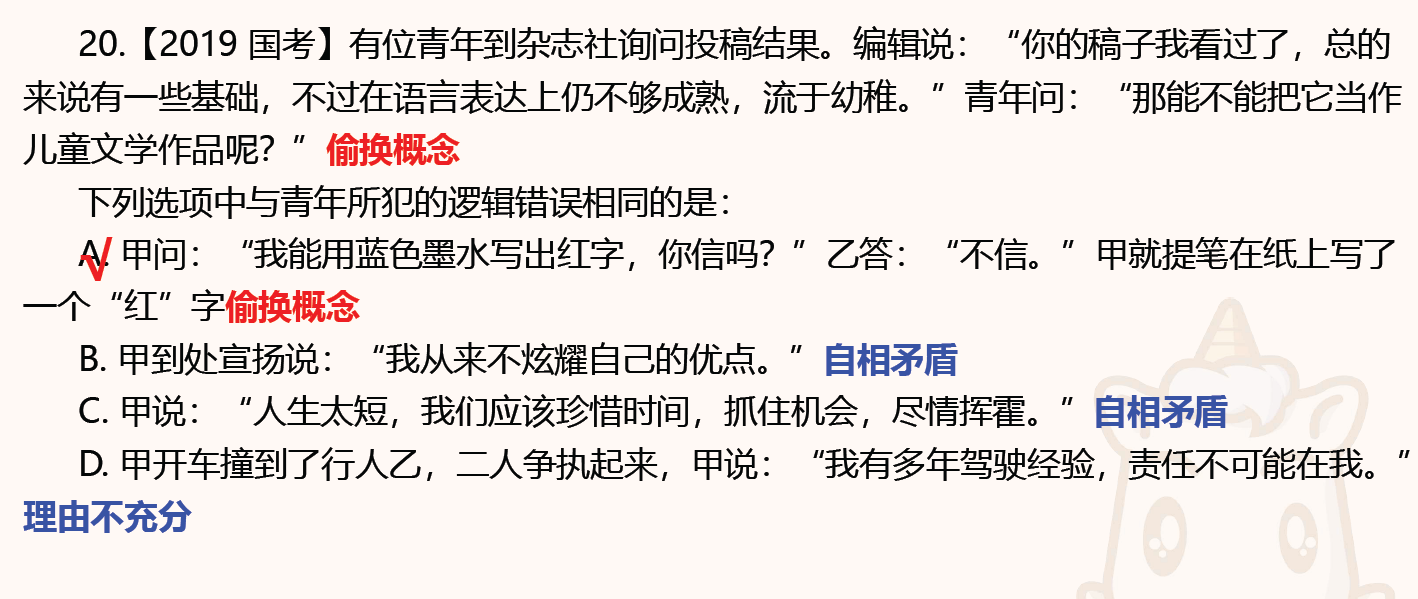 20.【2019 国考】有位青年到杂志社询问投稿结果。编辑说：“你的稿子我看过了，总的
来说有一些基础，不过在语言表达上仍不够成熟，流于幼稚。”青年问：“那能不能把它当作
儿童文学作品呢？”偷换概念
下列选项中与青年所犯的逻辑错误相同的是：
A. 甲问：“我能用蓝色墨水写出红字，你信吗？”乙答：“不信。”甲就提笔在纸上写了
一个“红”字偷换概念
B. 甲到处宣扬说：“我从来不炫耀自己的优点。”自相矛盾
C. 甲说：“人生太短，我们应该珍惜时间，抓住机会，尽情挥霍。”自相矛盾
D. 甲开车撞到了行人乙，二人争执起来，甲说：“我有多年驾驶经验，责任不可能在我。”
理由不充分